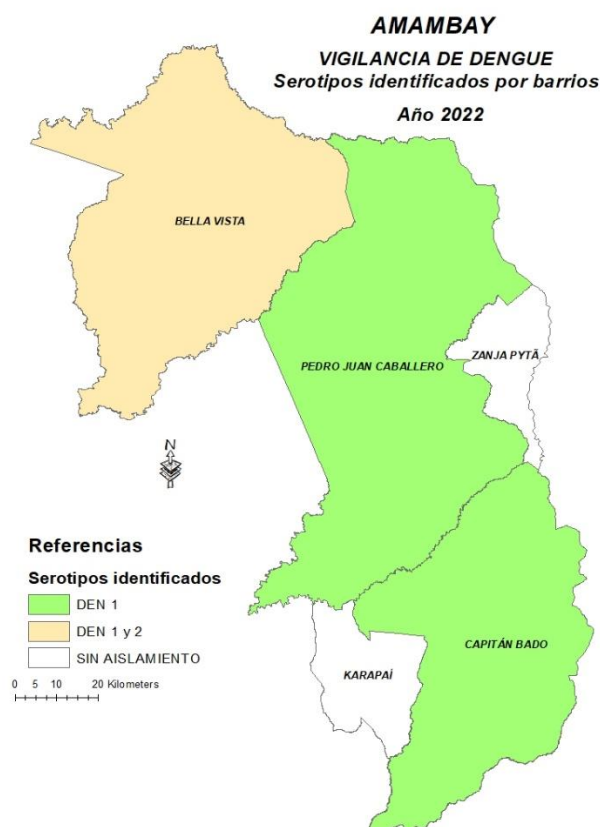 AMAMBAY
VIGILANCIA DE DENGUE
Serotipos identificados por barrios
Año 2022
BELLA VISTA
PEDRO JUAN CABALLERO
ZANJA PYTÃ
N
CAPITÁN BADO
KARAPAÍ
Referencias
Serotipos identificados
DEN 1
DEN 1 y 2
SIN AISLAMIENTO
0 5 10 20 Kilometers